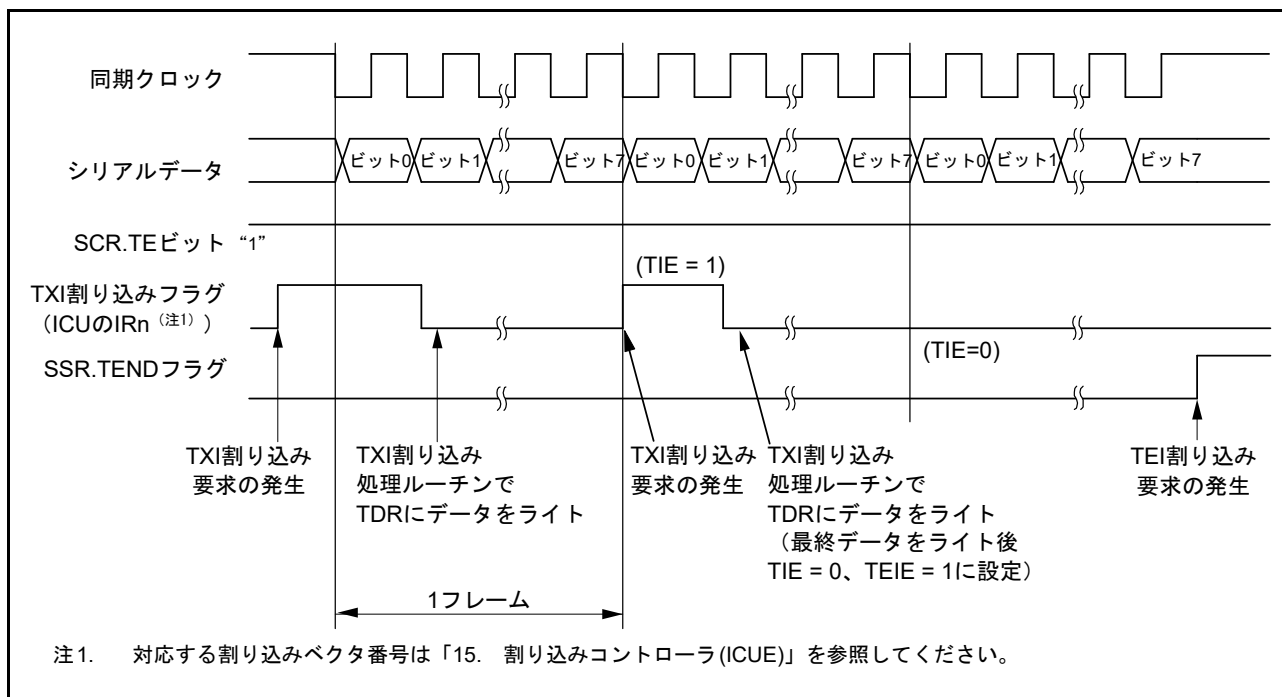 同期クロック
シリアルデータ
ビット0 ビット1 ビット7 ビット0 ビット1 ビット7 ビット0 ビット1 ビット7
SCR.TEビット “1”
(TIE = 1)
TXI割り込みフラグ
（ICUのIRn（注1））
(TIE=0)
SSR.TENDフラグ
TXI割り込み
要求の発生
TXI割り込み
処理ルーチンで
TDRにデータをライト
TXI割り込み
要求の発生
TXI割り込み
処理ルーチンで
TDRにデータをライト
（最終データをライト後
TIE = 0、TEIE = 1に設定）
TEI割り込み
要求の発生
1フレーム
注1. 対応する割り込みベクタ番号は「15. 割り込みコントローラ(ICUE)」を参照してください。